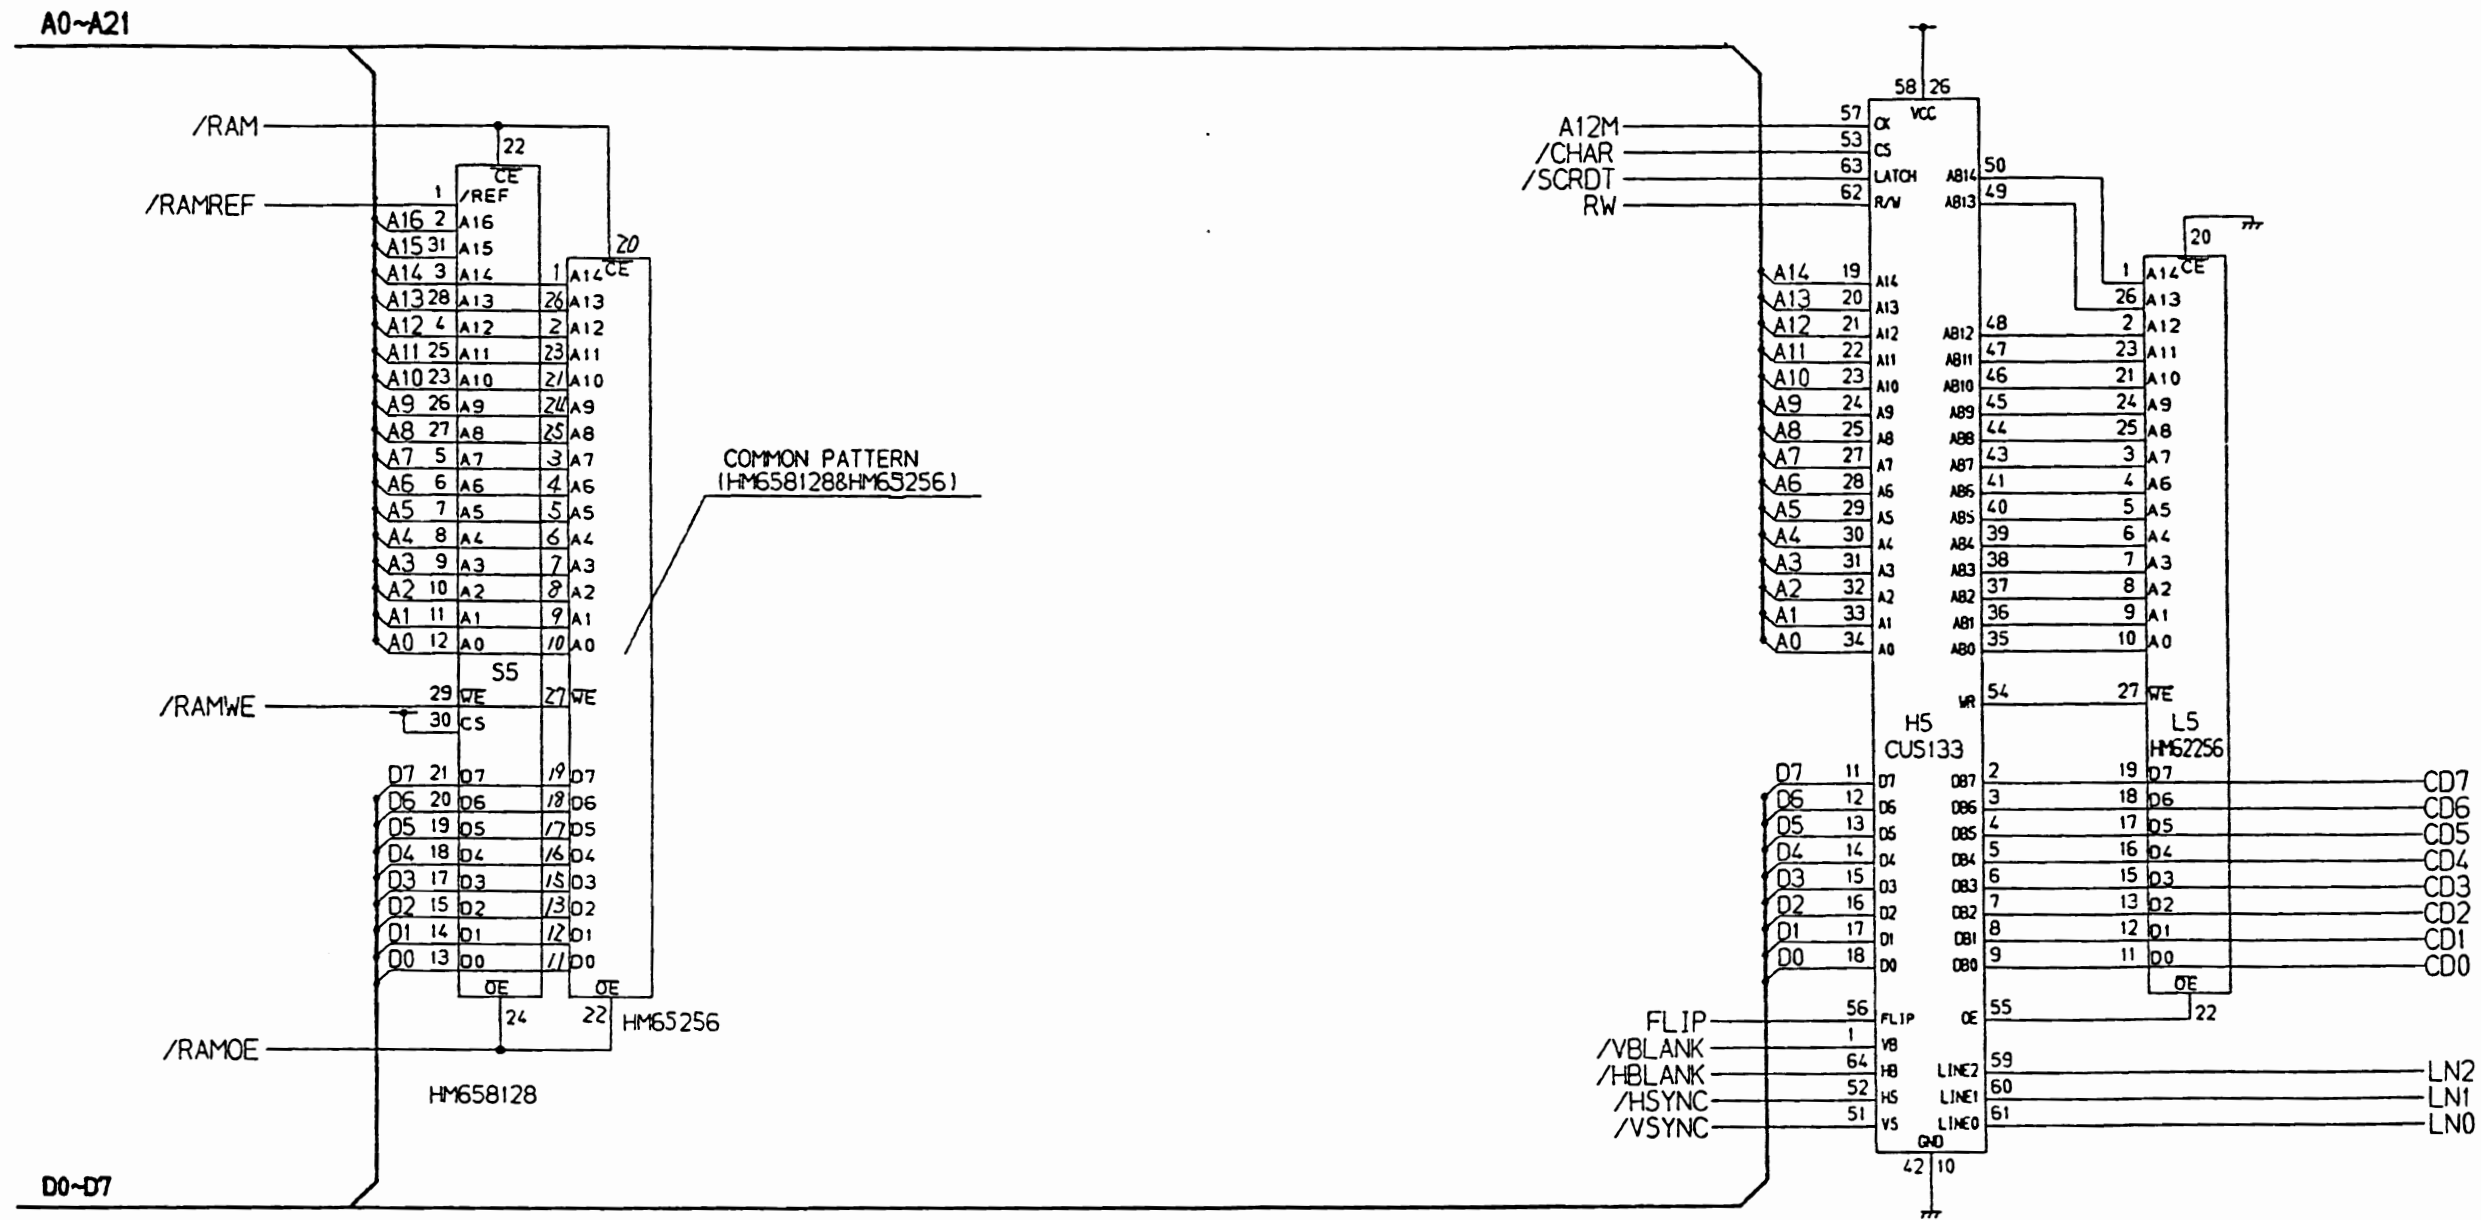 A0~A21
/RAM
22
CE
/RAMREF 1 /REF
A16 2 A16
A15 31 A15
20
CE
A14 3 A14 1 A14
A13 28 A13 26 A13
A12 4 A12 2 A12
A11 25 A11 23 A11
A10 23 A10 21 A10
A9 26 A9 24 A9
A8 27 A8 25 A8
A7 5 A7 3 A7
A6 6 A6 4 A6
A5 7 A5 5 A5
A4 8 A4 6 A4
A3 9 A3 7 A3
A2 10 A2 8 A2
A1 11 A1 9 A1
A0 12 A0 10 A0
S5
/RAMWE 29 WE 27 WE
30 CS
D7 21 D7 19 D7
D6 20 D6 18 D6
D5 19 D5 17 D5
D4 18 D4 16 D4
D3 17 D3 15 D3
D2 15 D2 13 D2
D1 14 D1 12 D1
D0 13 D0 11 D0
OE OE
24 22 HM65256
/RAMOE
HM658128
COMMON PATTERN
(HM658128&HM65256)
D0~D7
58 26
VCC
A12M 57 CK
/CHAR 53 CS
/SCRDT 63 LATCH AB14 50
RW 62 R/W AB13 49
20
CE
A14 19 A14 1 A14
A13 20 A13 26 A13
A12 21 A12 AB12 48 2 A12
A11 22 A11 AB11 47 23 A11
A10 23 A10 AB10 46 21 A10
A9 24 A9 AB9 45 24 A9
A8 25 A8 AB8 44 25 A8
A7 27 A7 AB7 43 3 A7
A6 28 A6 AB6 41 4 A6
A5 29 A5 AB5 40 5 A5
A4 30 A4 AB4 39 6 A4
A3 31 A3 AB3 38 7 A3
A2 32 A2 AB2 37 8 A2
A1 33 A1 AB1 36 9 A1
A0 34 A0 AB0 35 10 A0
WR 54 27 WE
H5 L5
CUS133 HM62256
D7 11 D7 DB7 2 19 D7 CD7
D6 12 D6 DB6 3 18 D6 CD6
D5 13 D5 DB5 4 17 D5 CD5
D4 14 D4 DB4 5 16 D4 CD4
D3 15 D3 DB3 6 15 D3 CD3
D2 16 D2 DB2 7 13 D2 CD2
D1 17 D1 DB1 8 12 D1 CD1
D0 18 D0 DB0 9 11 D0 CD0
OE
FLIP 56 FLIP OE 55 22
/VBLANK 1 VB
/HBLANK 64 HB LINE2 59 LN2
/HSYNC 52 HS LINE1 60 LN1
/VSYNC 51 VS LINE0 61 LN0
GND
42 10